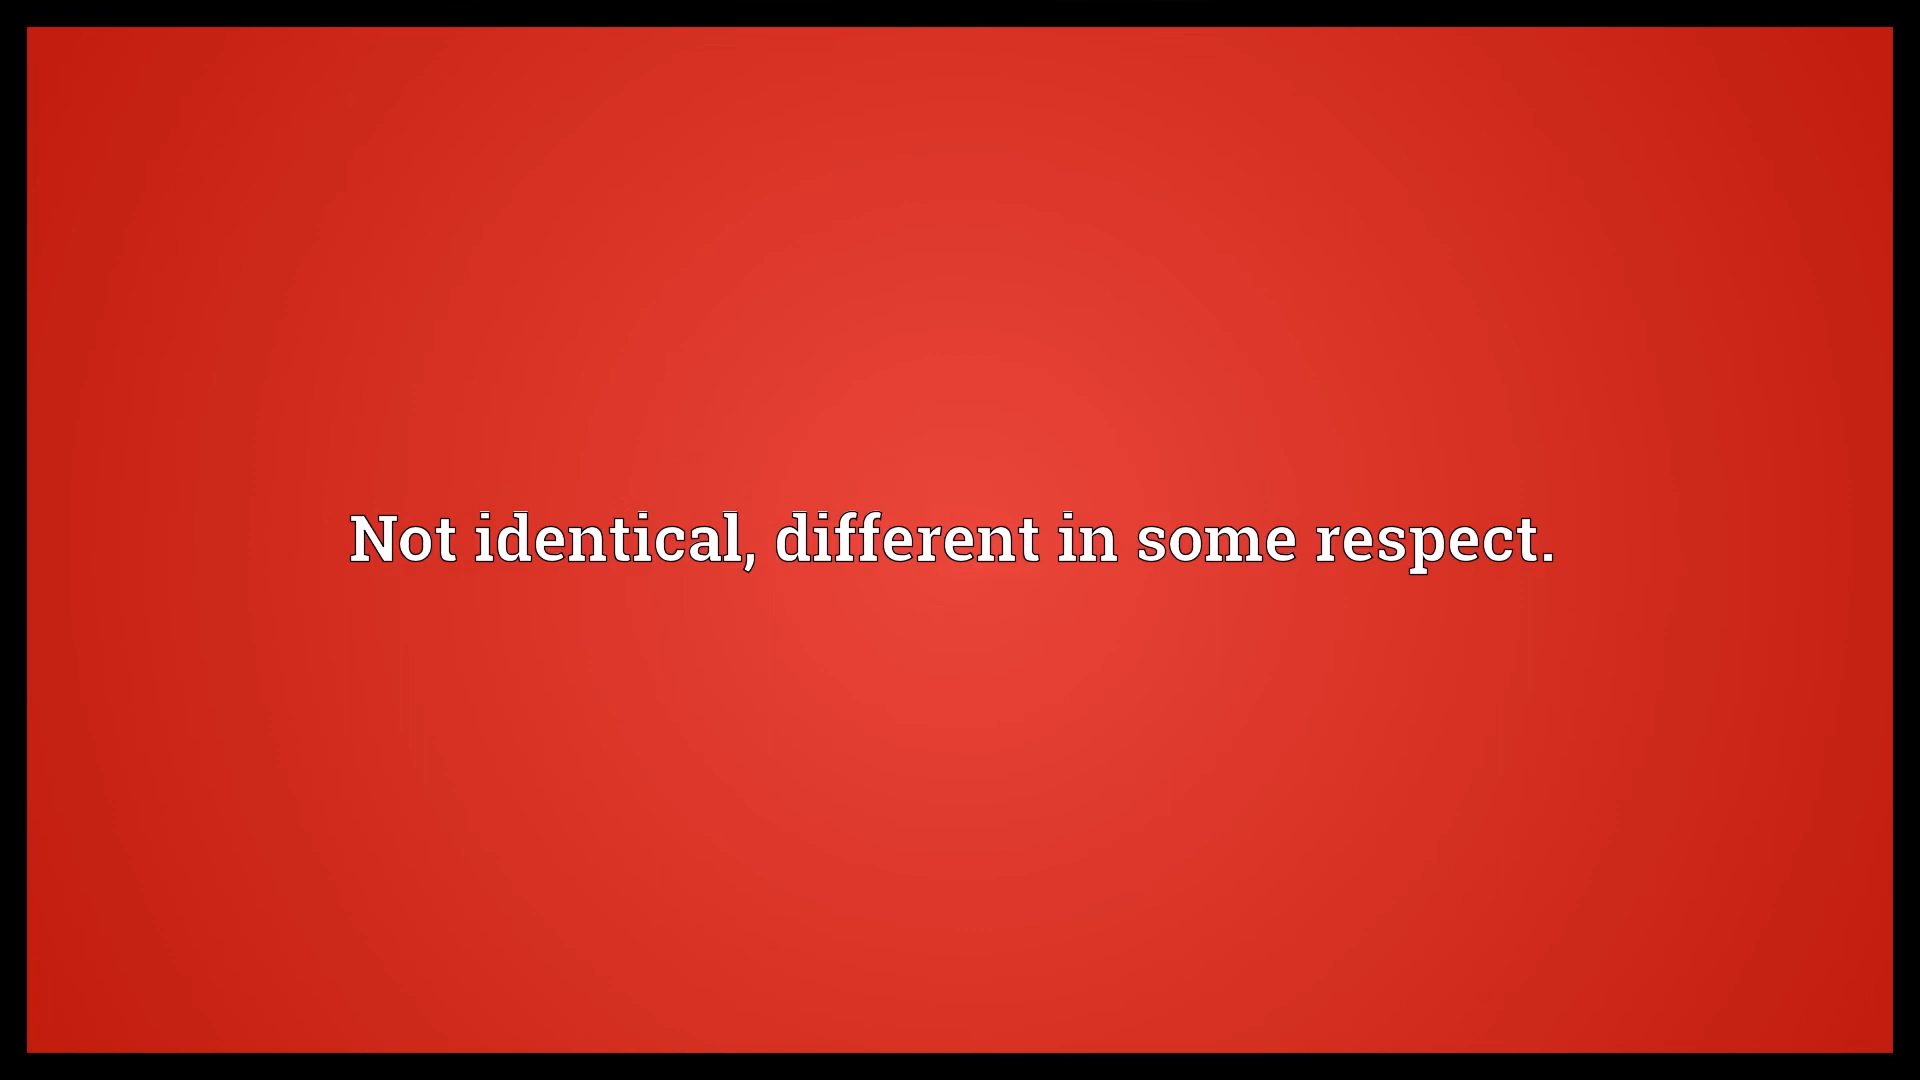 Not identical, different in some respect.